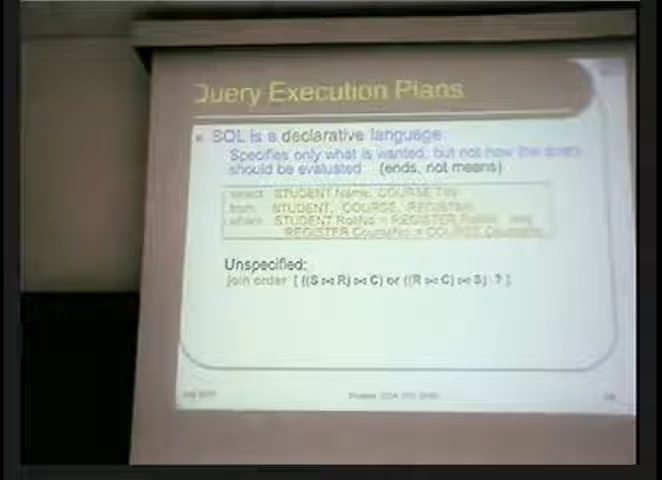 Query Execution Plans
SQL is a declarative language:
Specifies only what is wanted, but not how the query
should be evaluated (ends, not means)
select STUDENT.Name, COURSE.Title
from STUDENT, COURSE, REGISTER
where STUDENT.RollNo = REGISTER.RollNo and
REGISTER.CourseNo = COURSE.CourseNo
Unspecified:
join order [ ((S ⋈ R) ⋈ C) or ((R ⋈ C) ⋈ S) ? ]